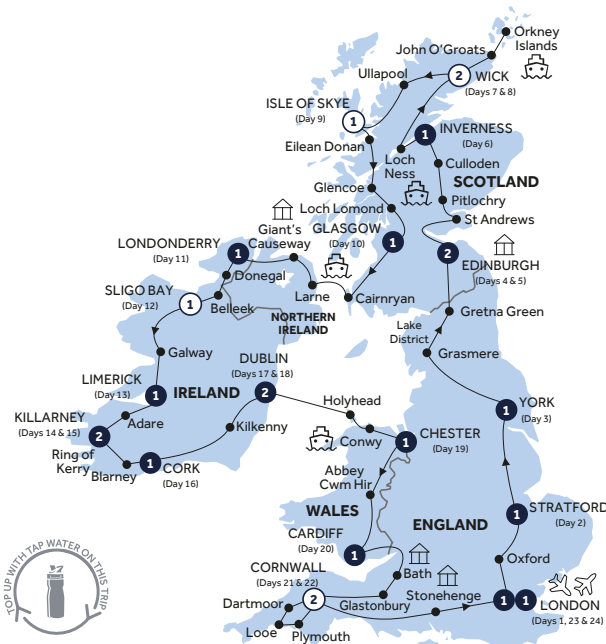 Orkney
Islands
John O'Groats
Ullapool
2
WICK
(Days 7 & 8)
ISLE OF SKYE
(Day 9)
1
1
INVERNESS
(Day 6)
Eilean Donan
Loch
Ness
Culloden
SCOTLAND
Glencoe
Pitlochry
Loch Lomond
St Andrews
Giant's
Causeway
GLASGOW
(Day 10)
1
LONDONDERRY
(Day 11)
1
2
EDINBURGH
(Days 4 & 5)
Donegal
SLIGO BAY
(Day 12)
1
Belleek
Larne
Cairnryan
Gretna Green
NORTHERN
IRELAND
Lake
District
Grasmere
Galway
DUBLIN
(Days 17 & 18)
2
LIMERICK
(Day 13)
1
IRELAND
Holyhead
YORK
(Day 3)
1
KILLARNEY
(Days 14 & 15)
2
Adare
Kilkenny
Conwy
1
CHESTER
(Day 19)
Ring of
Kerry
Blarney
1
CORK
(Day 16)
Abbey
Cwm Hir
WALES
ENGLAND
1
STRATFORD
(Day 2)
CARDIFF
(Day 20)
1
Oxford
CORNWALL
(Days 21 & 22)
2
Bath
Stonehenge
1
1
LONDON
(Days 1, 23 & 24)
Dartmoor
Glastonbury
Looe
Plymouth
TOP UP WITH TAP WATER ON THIS TRIP